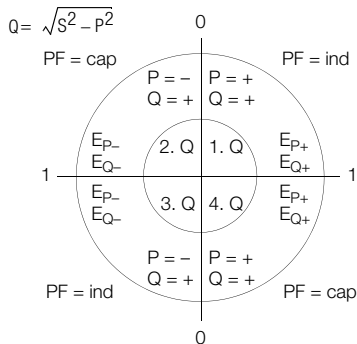 Q= √S² – P²
0
PF = cap
PF = ind
P = –
P = +
Q = +
Q = +
E_P–
E_Q–
2. Q
1. Q
E_P+
E_Q+
1
1
E_P–
E_Q–
3. Q
4. Q
E_P+
E_Q–
P = –
P = +
Q = +
Q = +
PF = ind
PF = cap
0